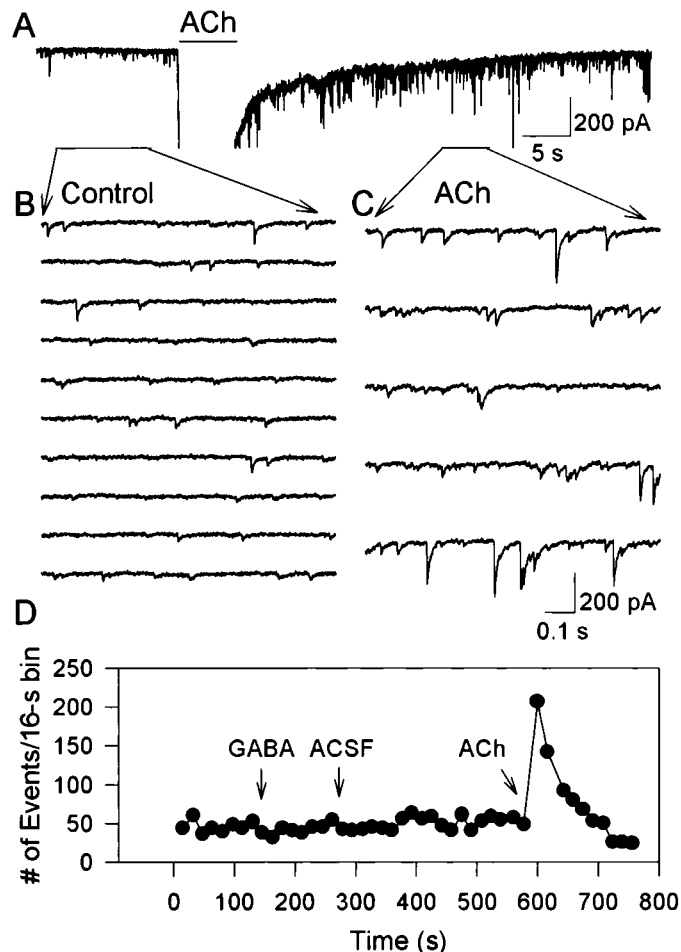 A
ACh
200 pA
5 s
B
Control
C
ACh
200 pA
0.1 s
D
# of Events/16-s bin
250
200
150
100
50
0
GABA
ACSF
ACh
0 100 200 300 400 500 600 700 800
Time (s)